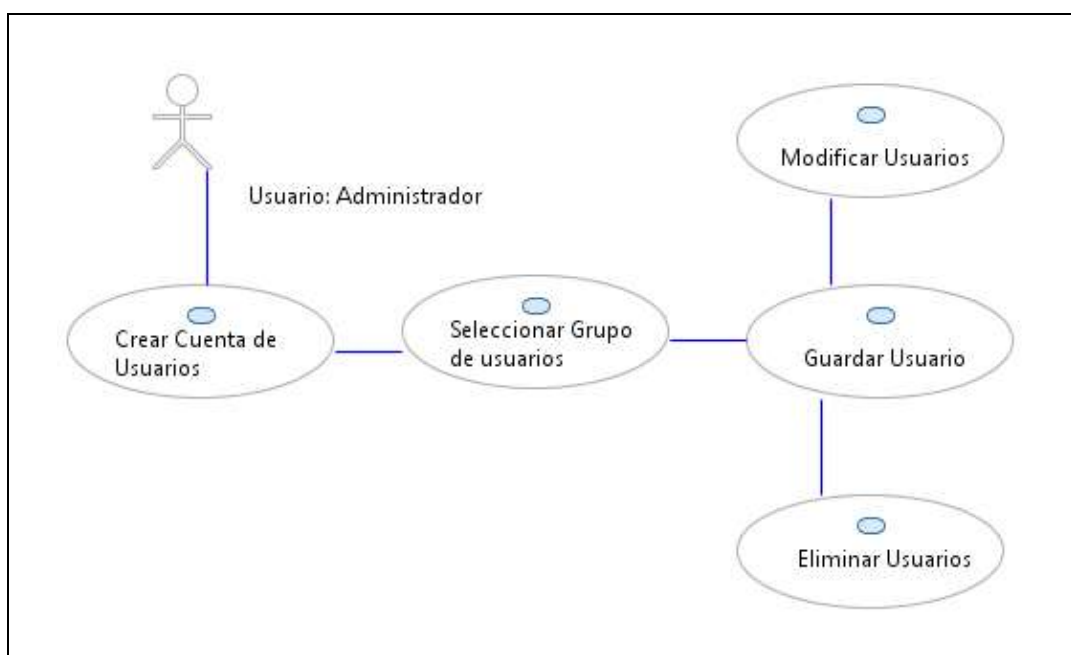 Usuario: Administrador
Modificar Usuarios
Crear Cuenta de
Usuarios
Seleccionar Grupo
de usuarios
Guardar Usuario
Eliminar Usuarios